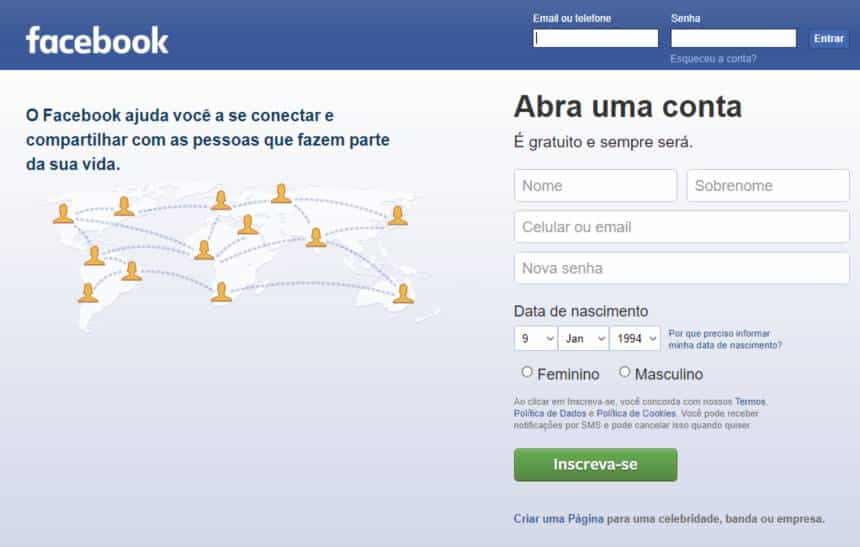 facebook
Email ou telefone
Senha
Entrar
Esqueceu a conta?
O Facebook ajuda você a se conectar e
compartilhar com as pessoas que fazem parte
da sua vida.
Abra uma conta
É gratuito e sempre será.
Nome
Sobrenome
Celular ou email
Nova senha
Data de nascimento
9 Jan 1994
Por que preciso informar
minha data de nascimento?
Feminino Masculino
Ao clicar em Inscreva-se, você concorda com nossos Termos,
Política de Dados e Política de Cookies. Você pode receber
notificações por SMS e pode cancelar isso quando quiser.
Inscreva-se
Criar uma Página para uma celebridade, banda ou empresa.